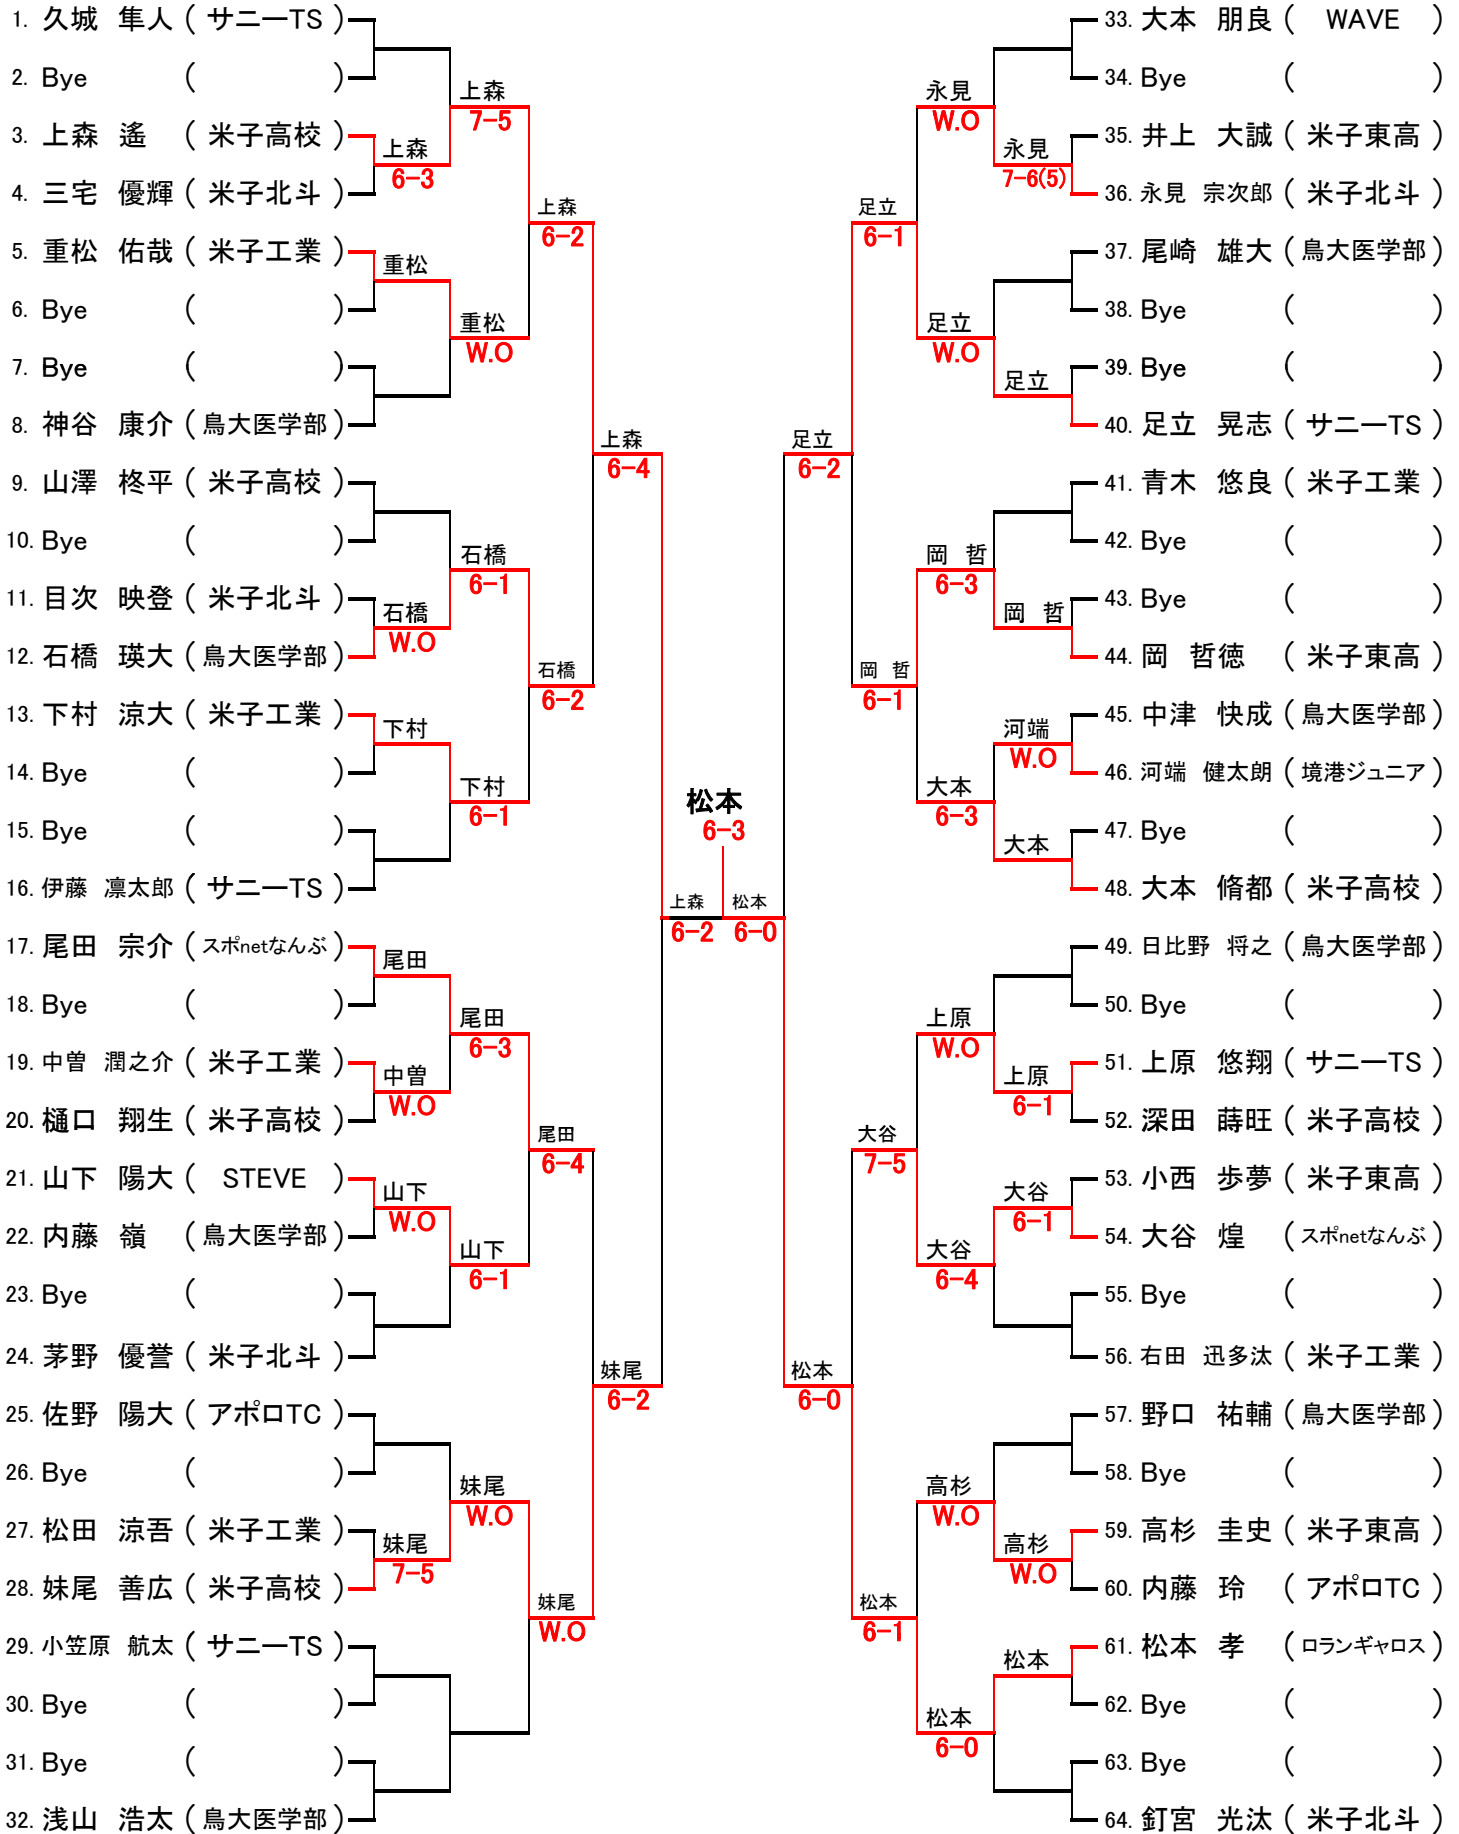 1. 久城 隼人 ( サニーTS )
2. Bye ( )
3. 上森 遙 ( 米子高校 )
4. 三宅 優輝 ( 米子北斗 )
5. 重松 佑哉 ( 米子工業 )
6. Bye ( )
7. Bye ( )
8. 神谷 康介 ( 鳥大医学部 )
9. 山澤 柊平 ( 米子高校 )
10. Bye ( )
11. 目次 映登 ( 米子北斗 )
12. 石橋 瑛大 ( 鳥大医学部 )
13. 下村 涼大 ( 米子工業 )
14. Bye ( )
15. Bye ( )
16. 伊藤 凛太郎 ( サニーTS )
17. 尾田 宗介 ( スポnetなんぶ )
18. Bye ( )
19. 中曽 潤之介 ( 米子工業 )
20. 樋口 翔生 ( 米子高校 )
21. 山下 陽大 ( STEVE )
22. 内藤 嶺 ( 鳥大医学部 )
23. Bye ( )
24. 茅野 優誉 ( 米子北斗 )
25. 佐野 陽大 ( アポロTC )
26. Bye ( )
27. 松田 涼吾 ( 米子工業 )
28. 妹尾 善広 ( 米子高校 )
29. 小笠原 航太 ( サニーTS )
30. Bye ( )
31. Bye ( )
32. 浅山 浩太 ( 鳥大医学部 )
上森
6-3
重松
石橋
W.O
下村
尾田
中曽
W.O
山下
W.O
妹尾
7-5
上森
7-5
重松
W.O
石橋
6-1
下村
6-1
尾田
6-3
山下
6-1
妹尾
W.O
上森
6-2
石橋
6-2
尾田
6-4
妹尾
W.O
上森
6-4
妹尾
6-2
上森
6-2
松本
6-3
松本
6-0
足立
6-2
松本
6-0
足立
6-1
岡 哲
6-1
大谷
7-5
松本
6-1
永見
W.O
足立
W.O
岡 哲
6-3
大本
6-3
上原
W.O
大谷
6-4
高杉
W.O
松本
6-0
永見
7-6(5)
足立
岡 哲
河端
W.O
大本
上原
6-1
大谷
6-1
高杉
W.O
松本
33. 大本 朋良 ( WAVE )
34. Bye ( )
35. 井上 大誠 ( 米子東高 )
36. 永見 宗次郎 ( 米子北斗 )
37. 尾崎 雄大 ( 鳥大医学部 )
38. Bye ( )
39. Bye ( )
40. 足立 晃志 ( サニーTS )
41. 青木 悠良 ( 米子工業 )
42. Bye ( )
43. Bye ( )
44. 岡 哲徳 ( 米子東高 )
45. 中津 快成 ( 鳥大医学部 )
46. 河端 健太朗 ( 境港ジュニア )
47. Bye ( )
48. 大本 脩都 ( 米子高校 )
49. 日比野 将之 ( 鳥大医学部 )
50. Bye ( )
51. 上原 悠翔 ( サニーTS )
52. 深田 蒔旺 ( 米子高校 )
53. 小西 歩夢 ( 米子東高 )
54. 大谷 煌 ( スポnetなんぶ )
55. Bye ( )
56. 右田 迅多汰 ( 米子工業 )
57. 野口 祐輔 ( 鳥大医学部 )
58. Bye ( )
59. 高杉 圭史 ( 米子東高 )
60. 内藤 玲 ( アポロTC )
61. 松本 孝 ( ロランギャロス )
62. Bye ( )
63. Bye ( )
64. 釘宮 光汰 ( 米子北斗 )